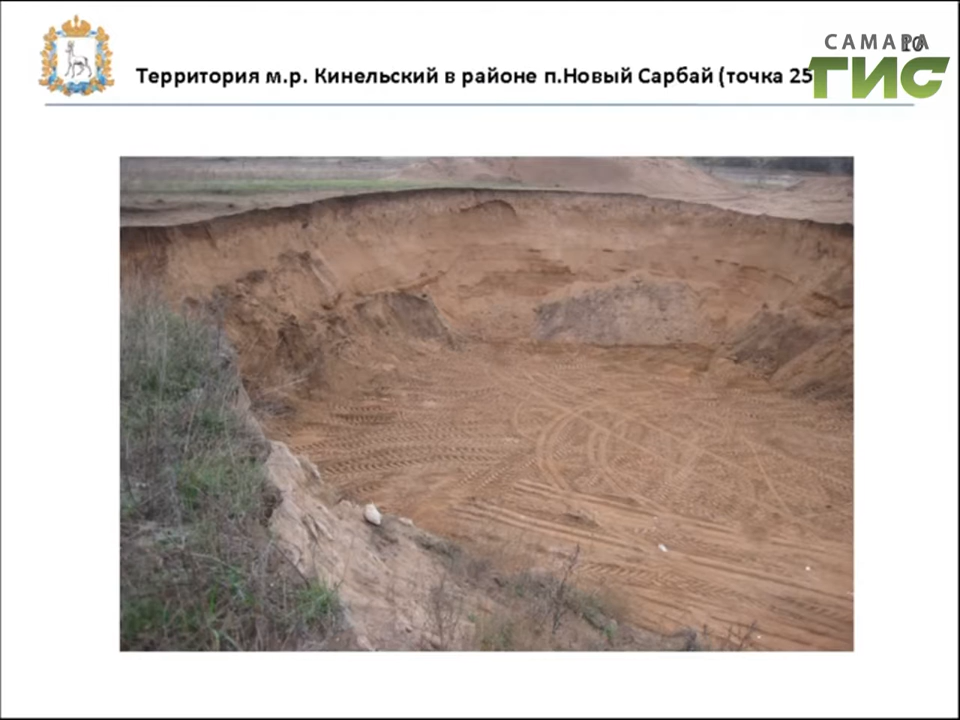 САМАРА
ГИС
Территория м.р. Кинельский в районе п.Новый Сарбай (точка 25